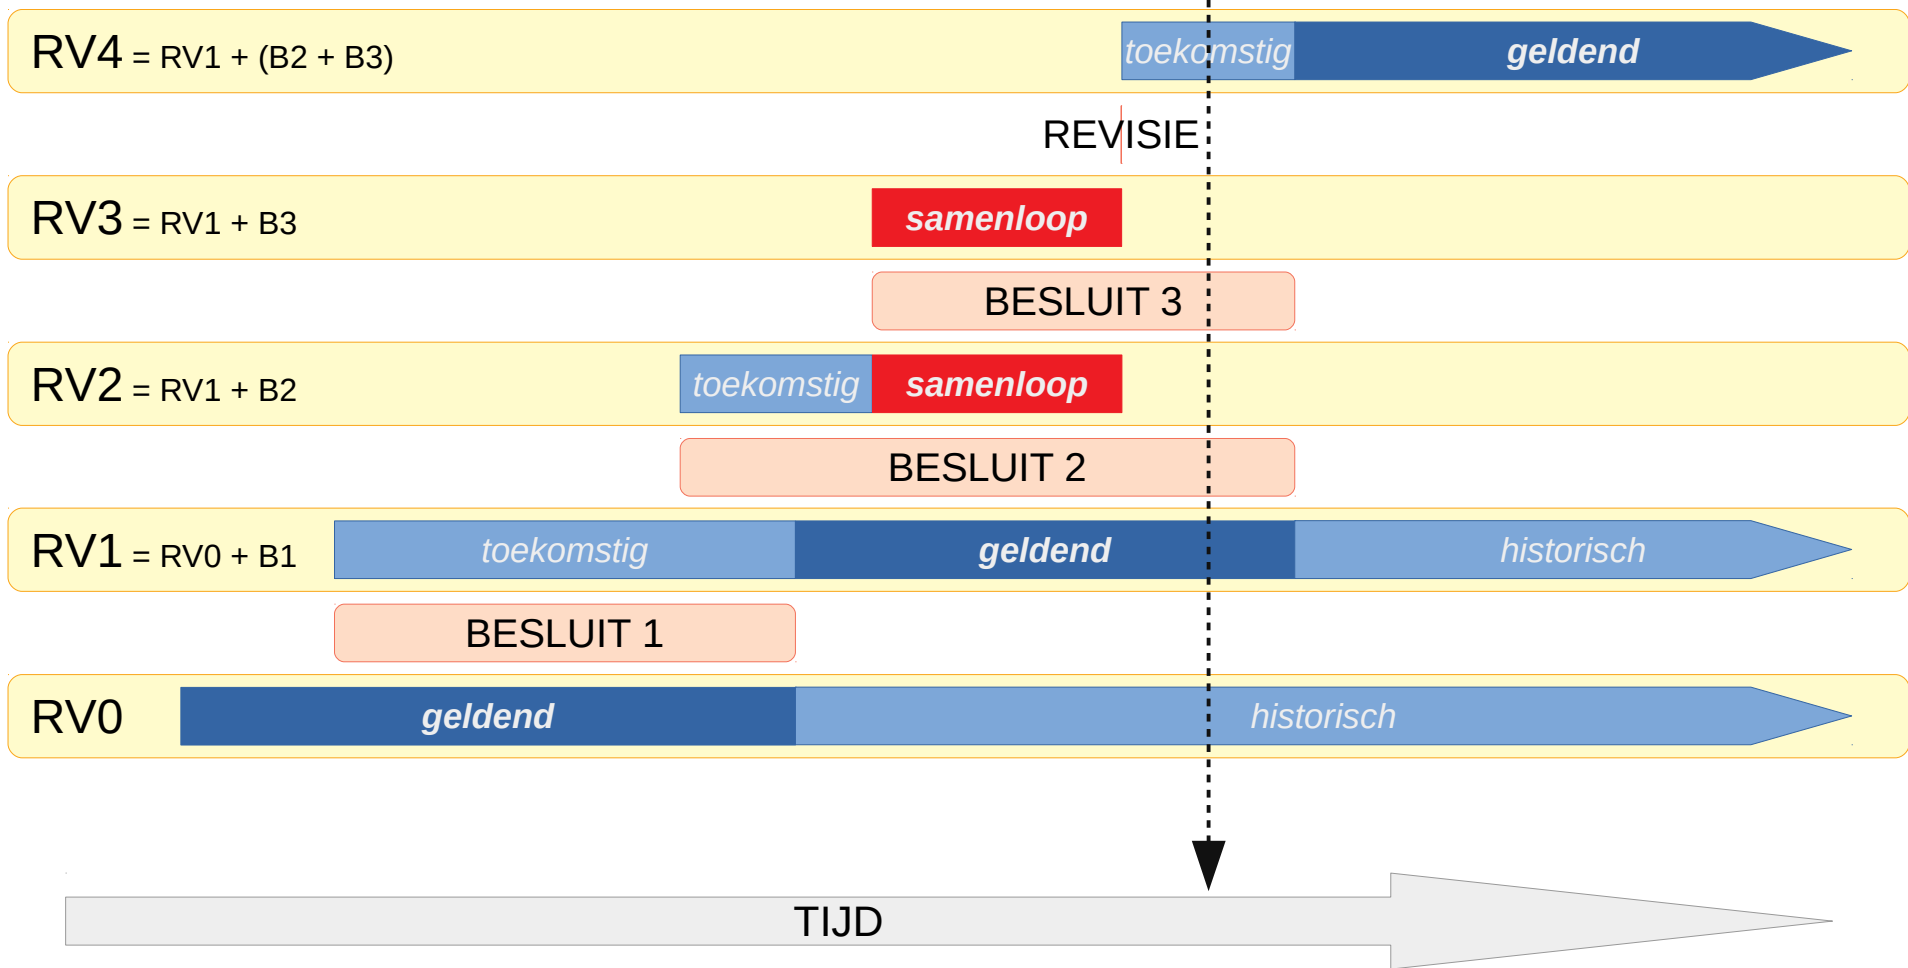 RV4 = RV1 + (B2 + B3) toekomstig geldend
REVISIE
RV3 = RV1 + B3 samenloop
BESLUIT 3
RV2 = RV1 + B2 toekomstig samenloop
BESLUIT 2
RV1 = RV0 + B1 toekomstig geldend historisch
BESLUIT 1
RV0 geldend historisch
TIJD